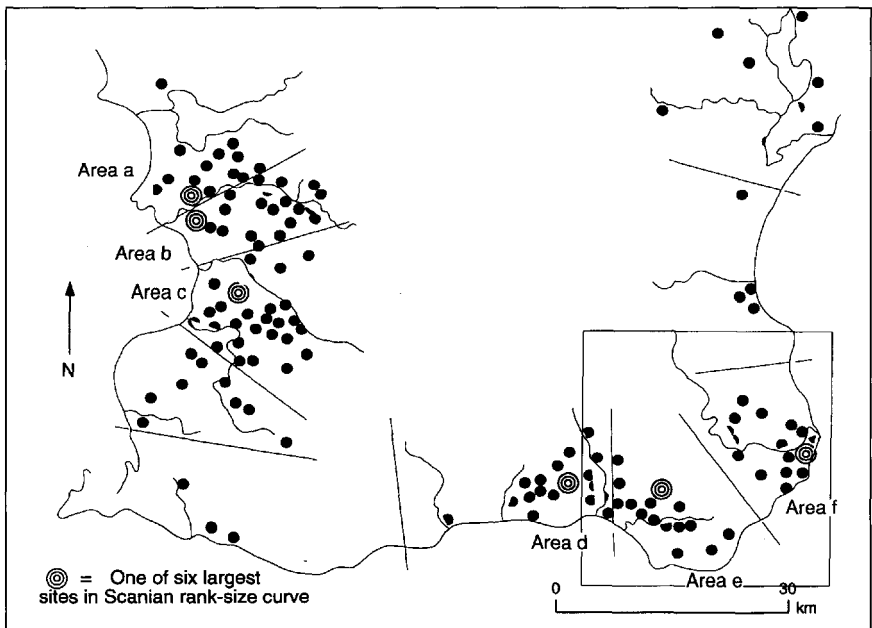 Area a
Area b
Area c
N
Area d
Area f
Area e
= One of six largest
sites in Scanian rank-size curve
0 30
km